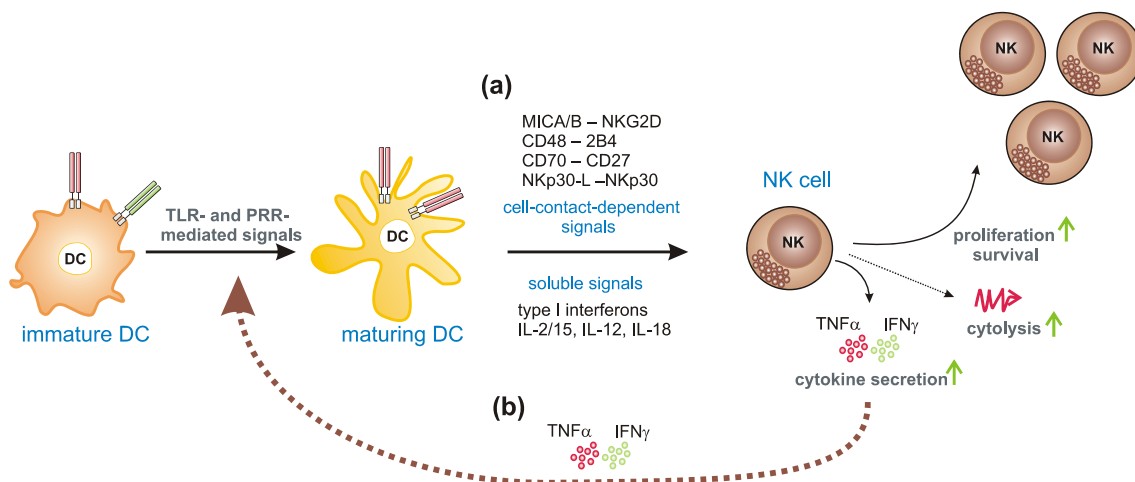 (a)
MICA/B – NKG2D
CD48 – 2B4
CD70 – CD27
NKp30-L –NKp30
cell-contact-dependent
signals
soluble signals
type I interferons
IL-2/15, IL-12, IL-18
TLR- and PRR-
mediated signals
DC
immature DC
DC
maturing DC
NK cell
NK
NK
NK
NK
proliferation
survival
cytolysis
TNFα IFNγ
cytokine secretion
(b)
TNFα IFNγ